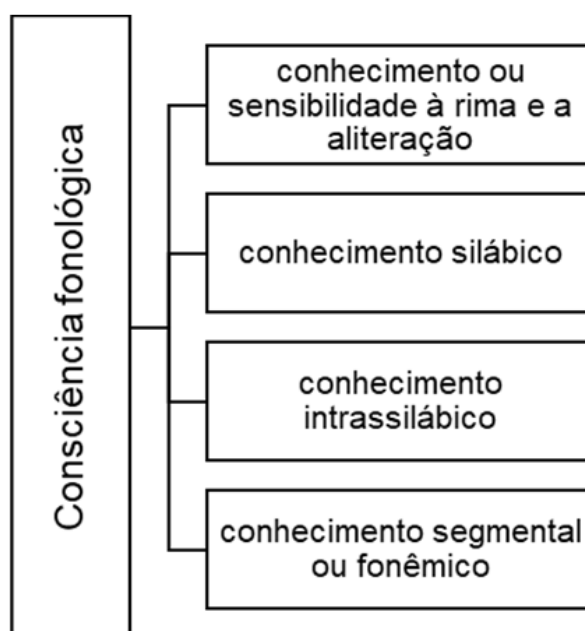 Consciência fonológica
conhecimento ou
sensibilidade à rima e a
aliteração
conhecimento silábico
conhecimento
intrassilábico
conhecimento segmental
ou fonêmico